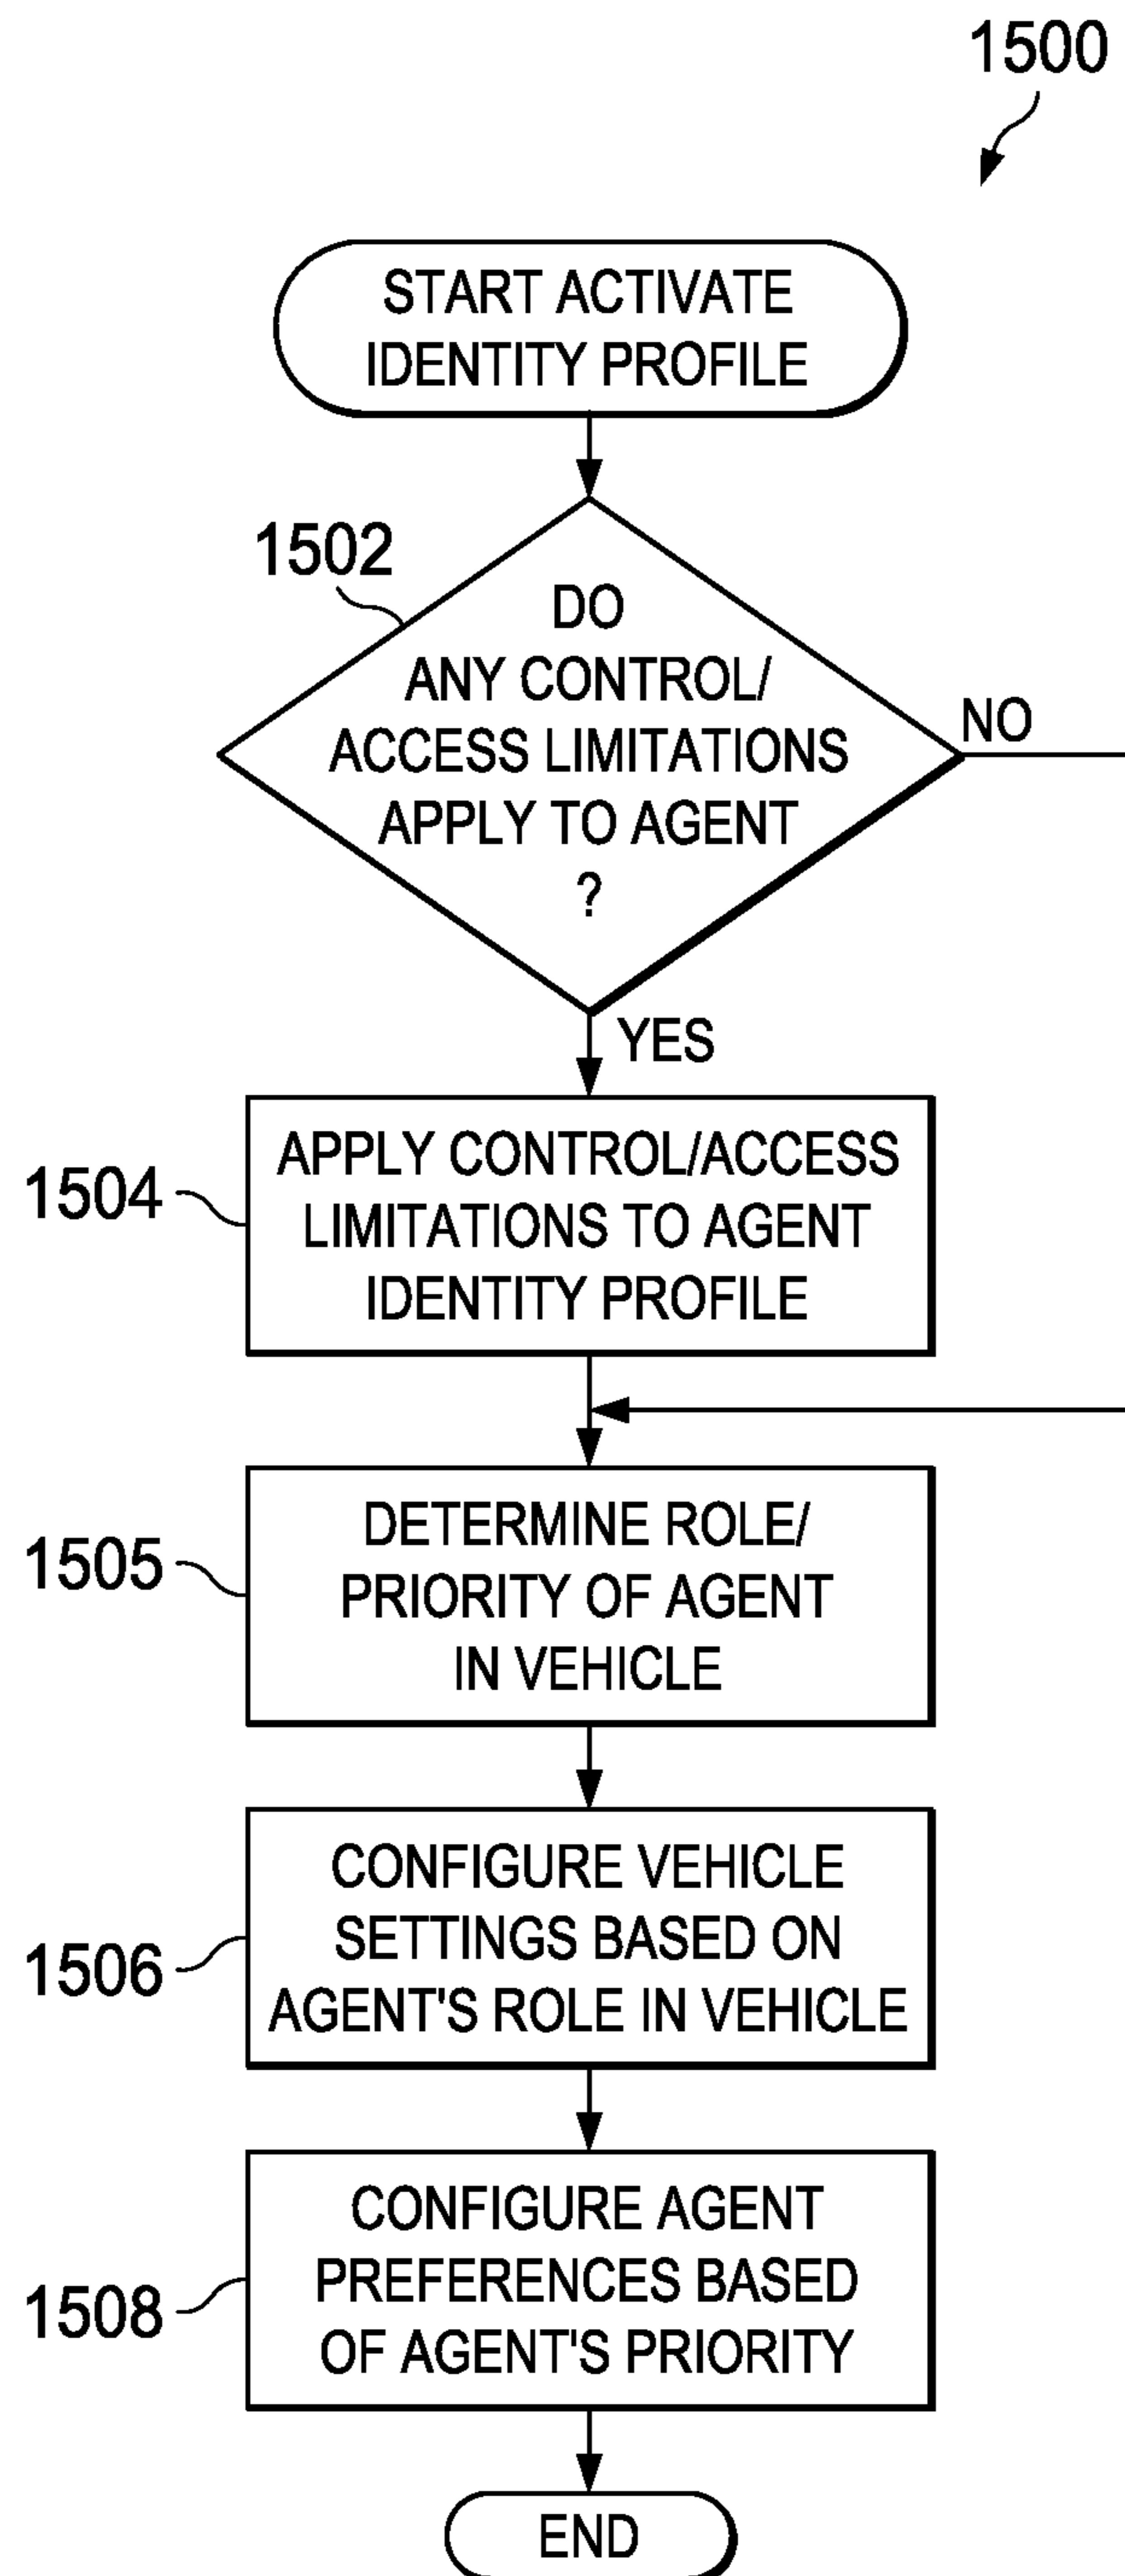 1500
START ACTIVATE
IDENTITY PROFILE
1502
DO
ANY CONTROL/
ACCESS LIMITATIONS
APPLY TO AGENT
?
NO
YES
1504
APPLY CONTROL/ACCESS
LIMITATIONS TO AGENT
IDENTITY PROFILE
1505
DETERMINE ROLE/
PRIORITY OF AGENT
IN VEHICLE
1506
CONFIGURE VEHICLE
SETTINGS BASED ON
AGENT'S ROLE IN VEHICLE
1508
CONFIGURE AGENT
PREFERENCES BASED
OF AGENT'S PRIORITY
END